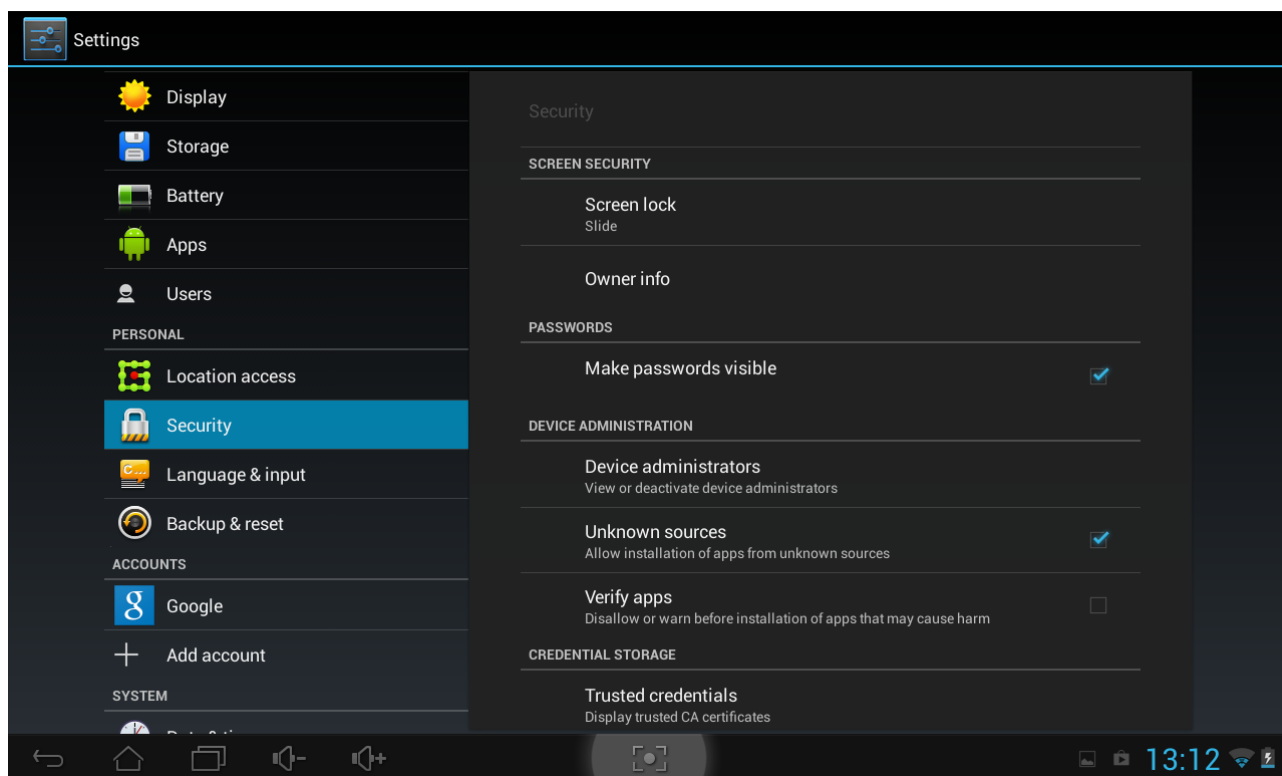 Settings
Display
Storage
Battery
Apps
Users
PERSONAL
Location access
Security
Language & input
Backup & reset
ACCOUNTS
Google
Add account
SYSTEM
Security
SCREEN SECURITY
Screen lock
Slide
Owner info
PASSWORDS
Make passwords visible
DEVICE ADMINISTRATION
Device administrators
View or deactivate device administrators
Unknown sources
Allow installation of apps from unknown sources
Verify apps
Disallow or warn before installation of apps that may cause harm
CREDENTIAL STORAGE
Trusted credentials
Display trusted CA certificates
13:12